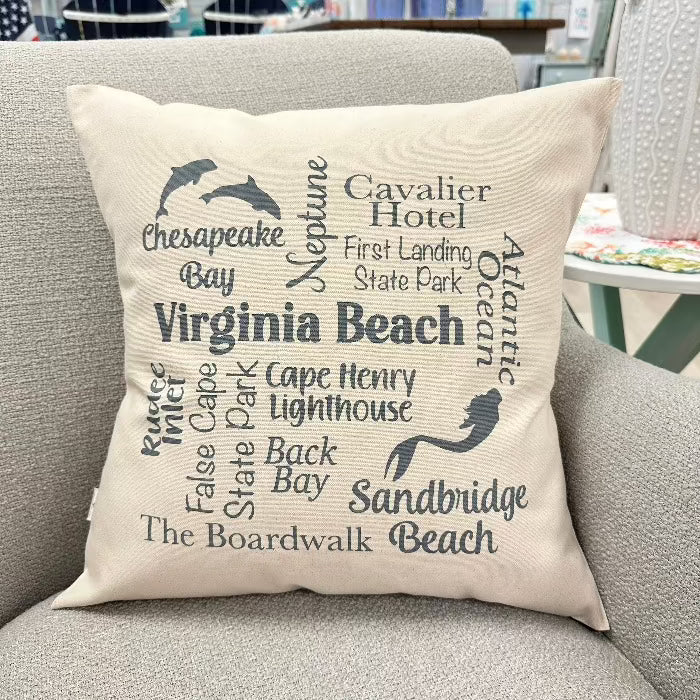 Chesapeake
Bay
Neptune
Cavalier
Hotel
First Landing
State Park
Atlantic
Ocean
Virginia Beach
Rudee
Inlet
False Cape
State Park
Cape Henry
Lighthouse
Back
Bay
Sandbridge
Beach
The Boardwalk